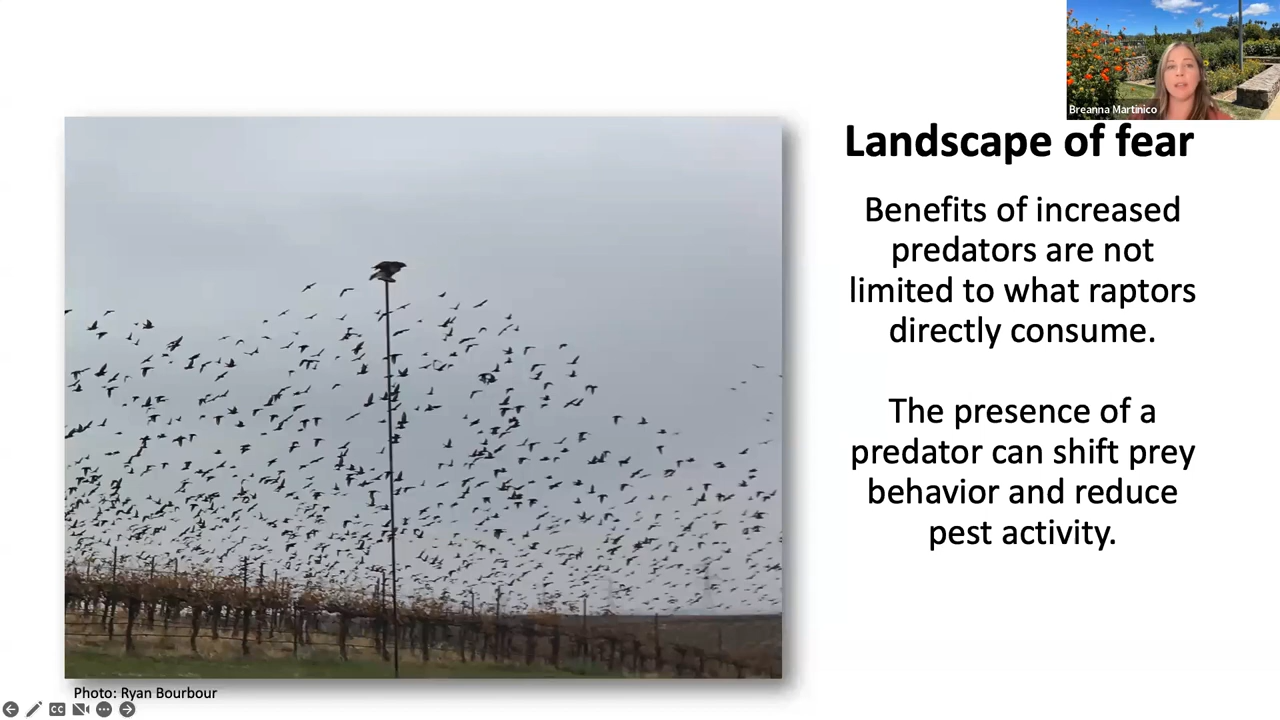 Breanna Martinico
Landscape of fear
Benefits of increased
predators are not
limited to what raptors
directly consume.
The presence of a
predator can shift prey
behavior and reduce
pest activity.
Photo: Ryan Bourbour
CC